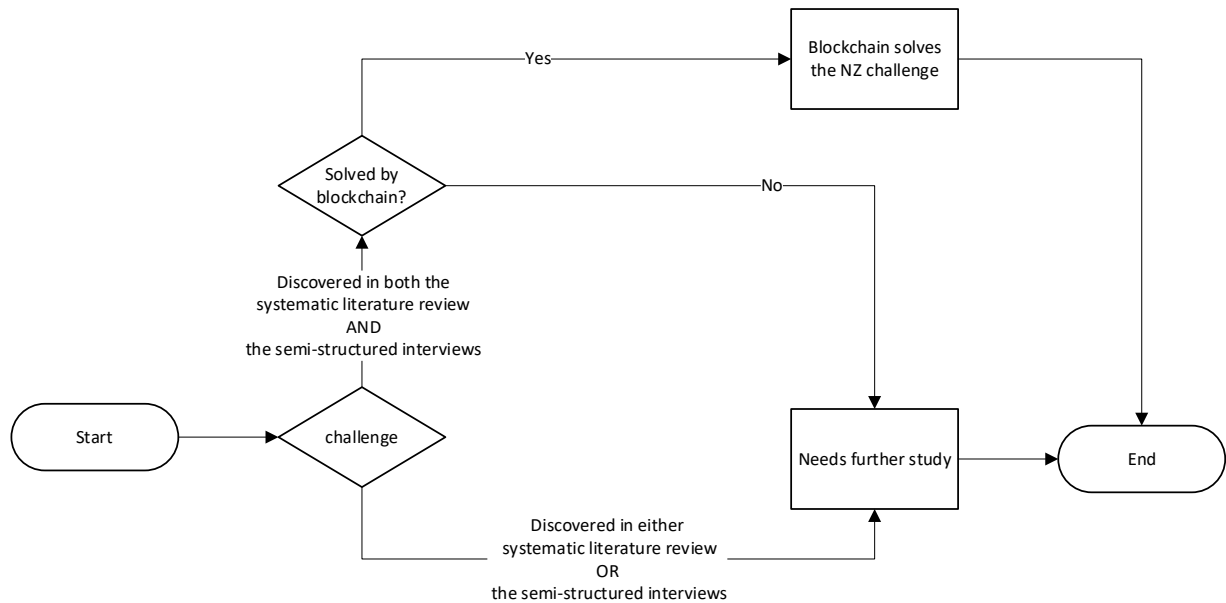 Yes
Blockchain solves
the NZ challenge
Solved by
blockchain?
No
Discovered in both the
systematic literature review
AND
the semi-structured interviews
Start
challenge
Needs further study
End
Discovered in either
systematic literature review
OR
the semi-structured interviews